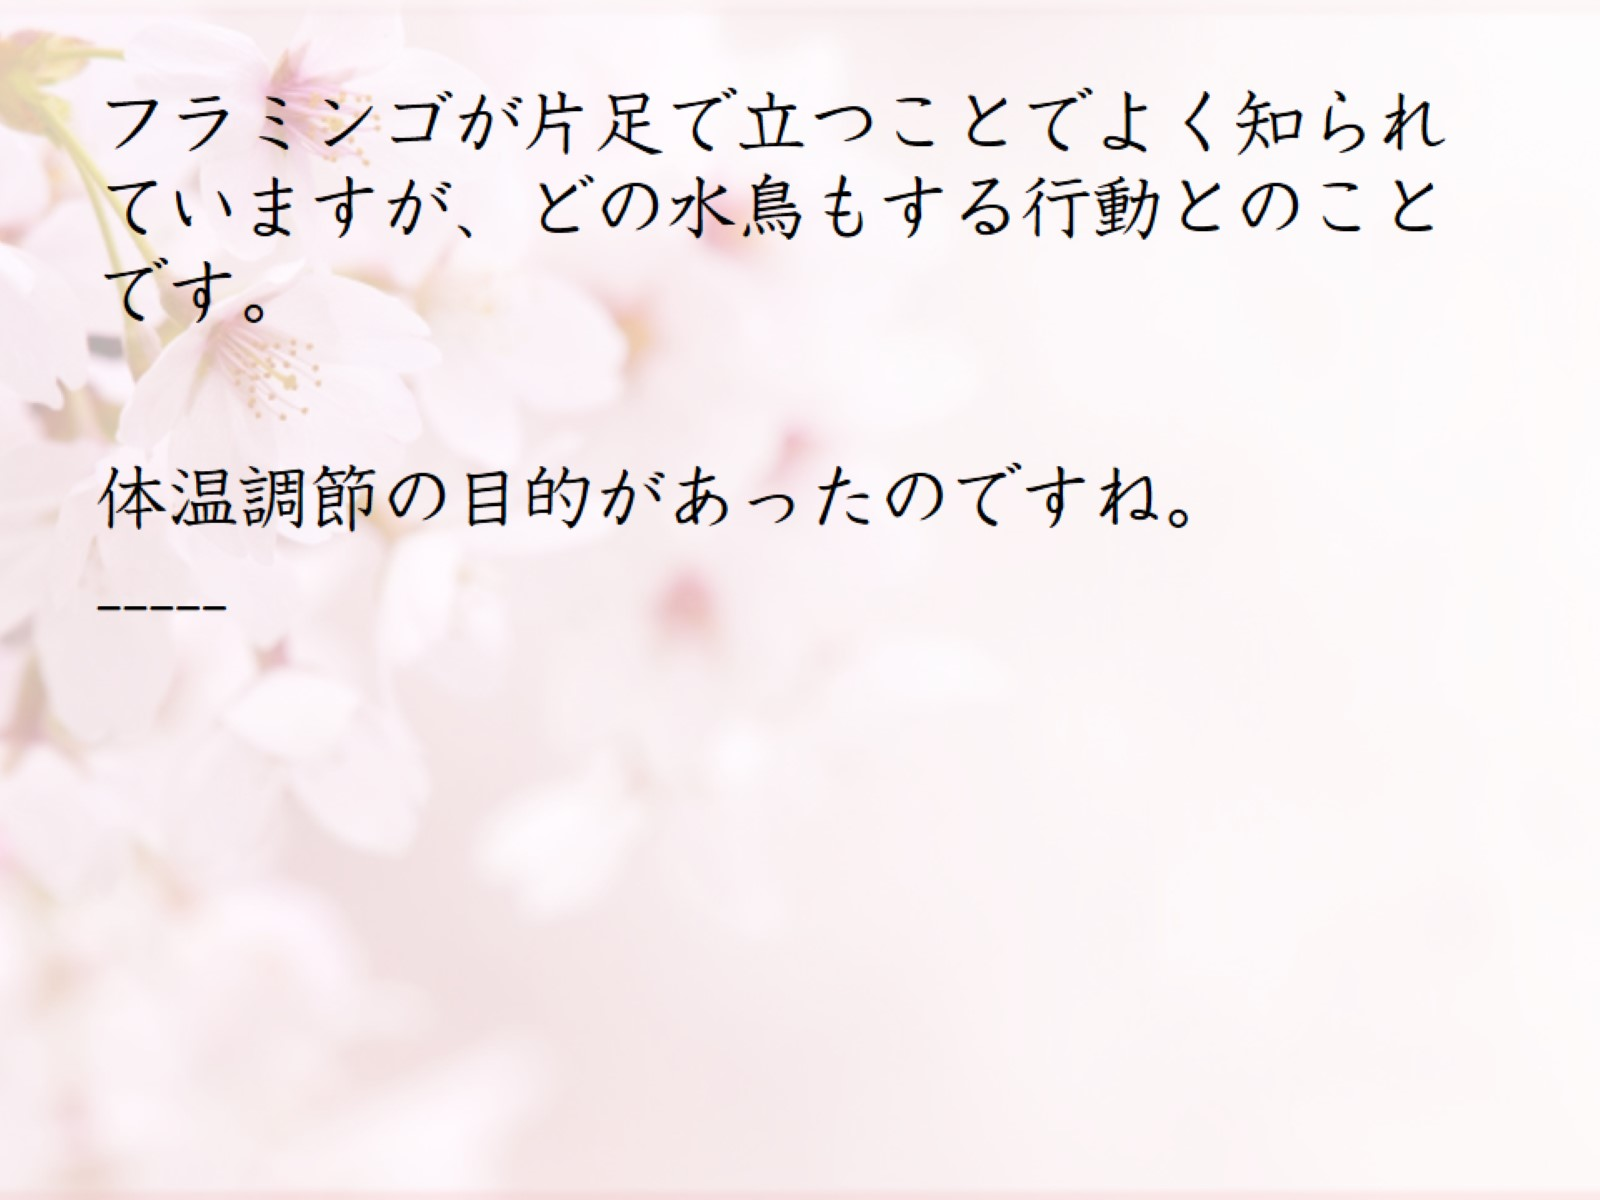 フラミンゴが片足で立つことでよく知られ
ていますが、どの水鳥もする行動とのこと
です。
体温調節の目的があったのですね。
-----